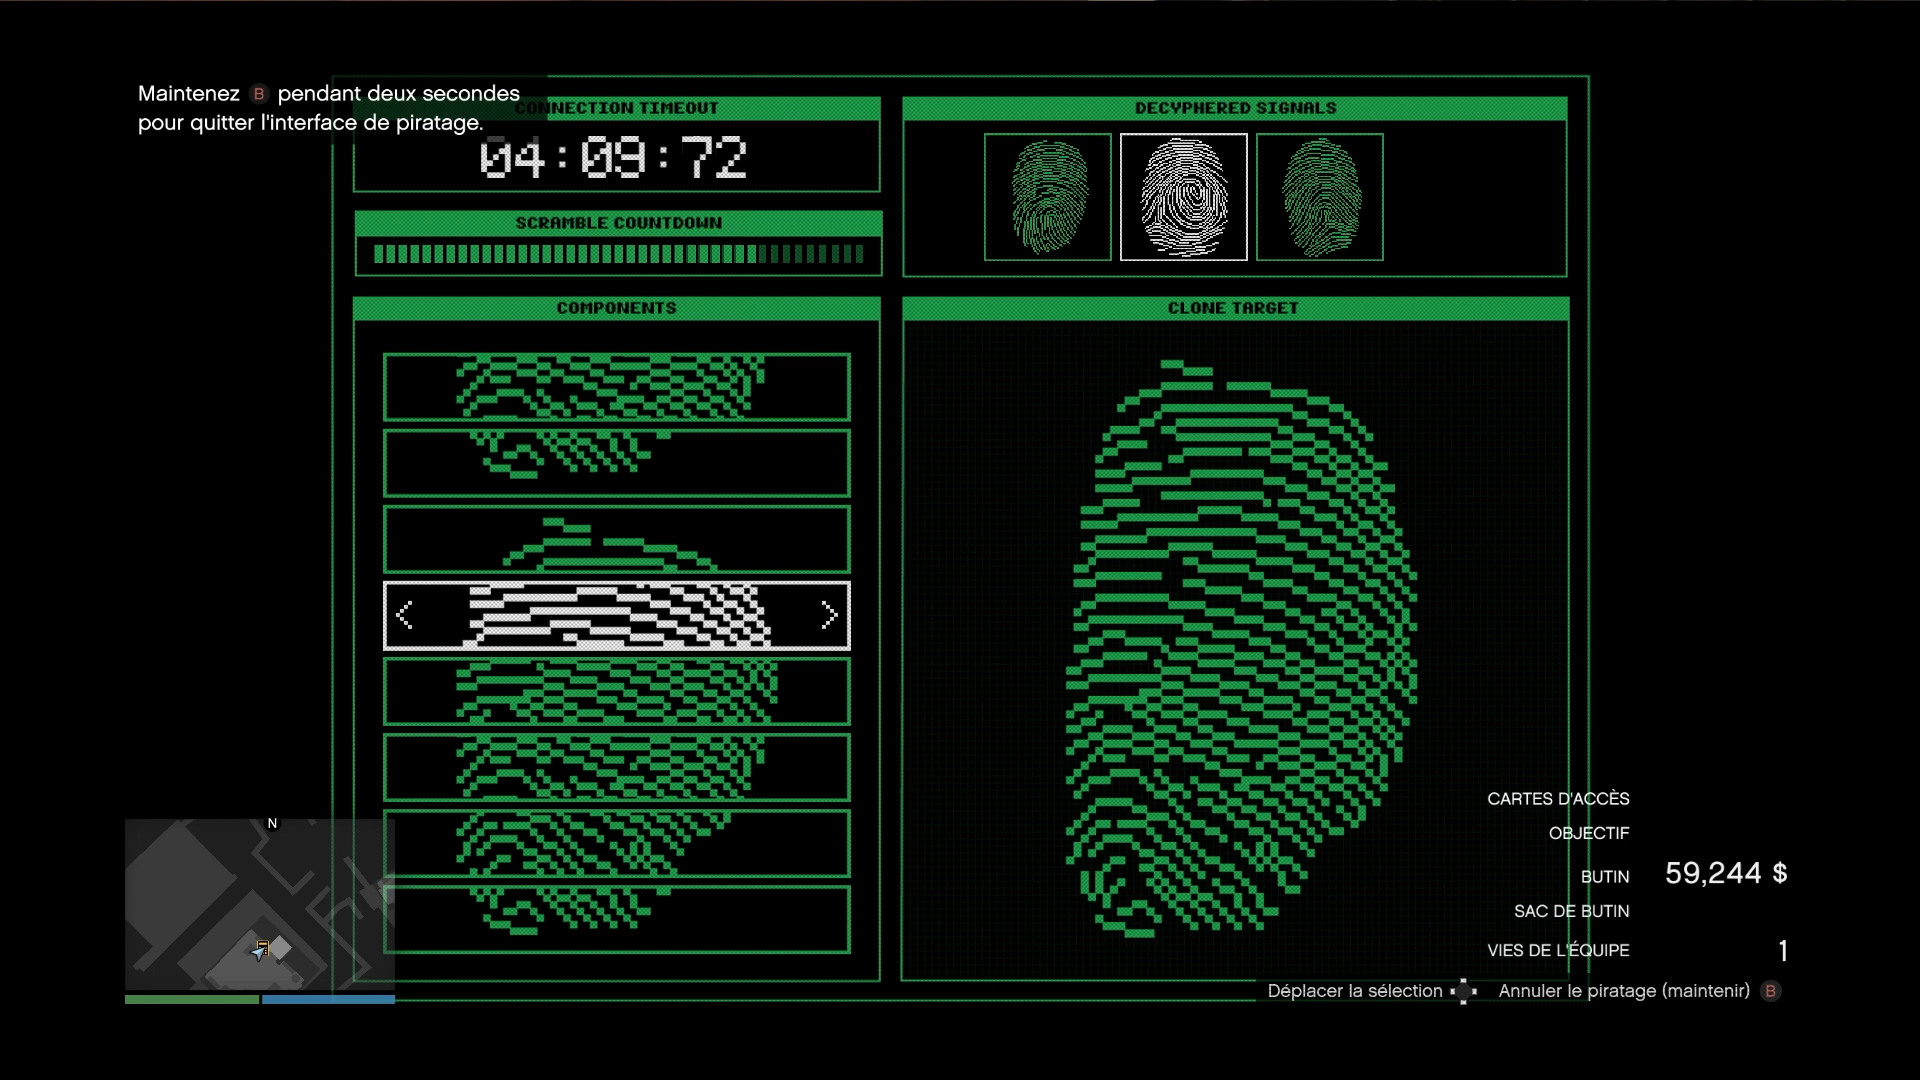 Maintenez B pendant deux secondes
pour quitter l'interface de piratage.
CONNECTION TIMEOUT
04:09:72
DECYPHERED SIGNALS
SCRAMBLE COUNTDOWN
COMPONENTS
CLONE TARGET
N
CARTES D'ACCÈS
OBJECTIF
BUTIN 59,244 $
SAC DE BUTIN
VIES DE L'ÉQUIPE 1
Déplacer la sélection Annuler le piratage (maintenir) B